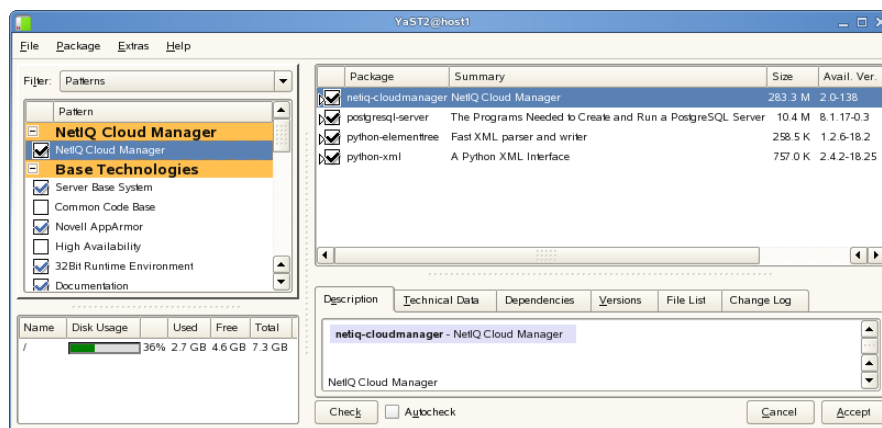 YaST2@host1
File Package Extras Help
Filter: Patterns
Pattern
NetIQ Cloud Manager
NetIQ Cloud Manager
Base Technologies
Server Base System
Common Code Base
Novell AppArmor
High Availability
32Bit Runtime Environment
Documentation
Name Disk Usage Used Free Total
/ 36% 2.7 GB 4.6 GB 7.3 GB
Package Summary Size Avail. Ver.
netiq-cloudmanager NetIQ Cloud Manager 283.3 M 2.0-138
postgresql-server The Programs Needed to Create and Run a PostgreSQL Server 10.4 M 8.1.17-0.3
python-elementtree Fast XML parser and writer 258.5 K 1.2.6-18.2
python-xml A Python XML Interface 757.0 K 2.4.2-18.25
Description Technical Data Dependencies Versions File List Change Log
netiq-cloudmanager - NetIQ Cloud Manager
NetIQ Cloud Manager
Check Autocheck Cancel Accept